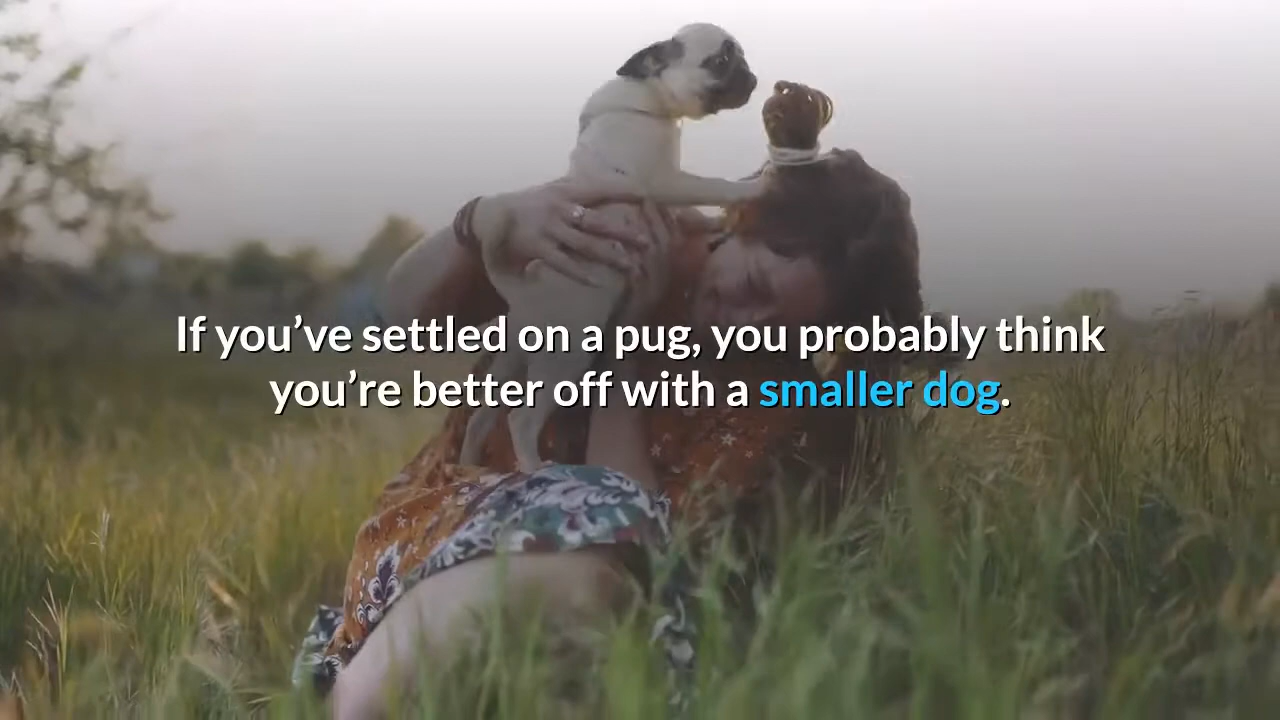 If you’ve settled on a pug, you probably think
you’re better off with a smaller dog.